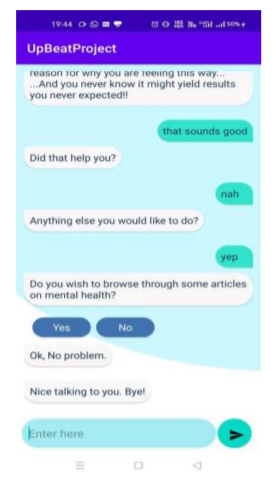 19:44
50%
UpBeatProject
reason for why you are feeling this way...
...And you never know it might yield results
you never expected!!
that sounds good
Did that help you?
nah
Anything else you would like to do?
yep
Do you wish to browse through some articles
on mental health?
Yes No
Ok, No problem.
Nice talking to you. Bye!
Enter here